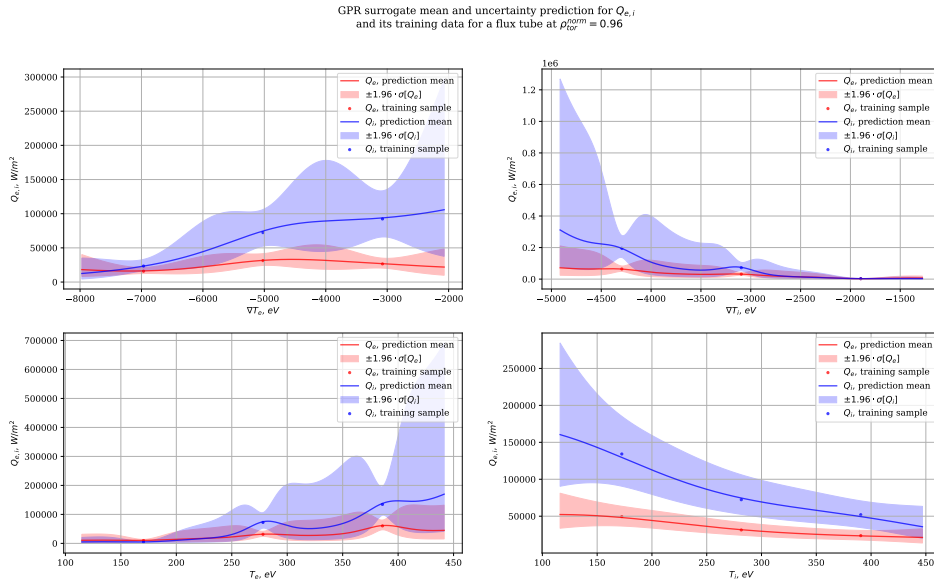 GPR surrogate mean and uncertainty prediction for Q_{e,i}
and its training data for a flux tube at ρ_{tor}^{norm} = 0.96
300000
250000
200000
150000
100000
50000
0
Q_{e,i}, W/m²
−8000 −7000 −6000 −5000 −4000 −3000 −2000
∇T_e, eV
Q_e, prediction mean
±1.96 · σ[Q_e]
Q_e, training sample
Q_i, prediction mean
±1.96 · σ[Q_i]
Q_i, training sample
1e6
1.2
1.0
0.8
0.6
0.4
0.2
0.0
Q_{e,i}, W/m²
−5000 −4500 −4000 −3500 −3000 −2500 −2000 −1500
∇T_i, eV
Q_e, prediction mean
±1.96 · σ[Q_e]
Q_e, training sample
Q_i, prediction mean
±1.96 · σ[Q_i]
Q_i, training sample
700000
600000
500000
400000
300000
200000
100000
0
Q_{e,i}, W/m²
100 150 200 250 300 350 400 450
T_e, eV
Q_e, prediction mean
±1.96 · σ[Q_e]
Q_e, training sample
Q_i, prediction mean
±1.96 · σ[Q_i]
Q_i, training sample
250000
200000
150000
100000
50000
Q_{e,i}, W/m²
100 150 200 250 300 350 400 450
T_i, eV
Q_e, prediction mean
±1.96 · σ[Q_e]
Q_e, training sample
Q_i, prediction mean
±1.96 · σ[Q_i]
Q_i, training sample